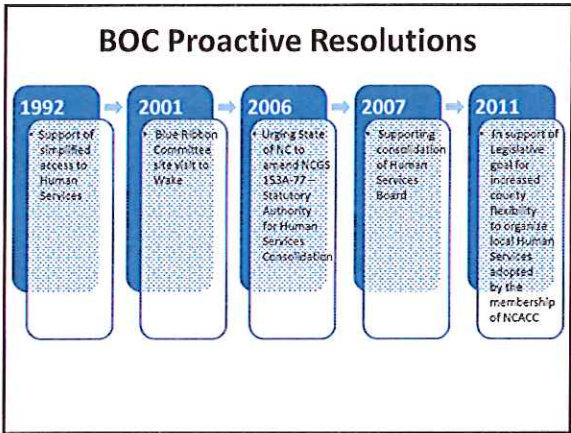 BOC Proactive Resolutions
1992
• Support of
simplified
access to
Human
Services
2001
• Blue Ribbon
Committee
site visit to
Wake
2006
• Urging State
of NC to
amend NCGS
153A-77 –
Statutory
Authority
for Human
Services
Consolidation
2007
• Supporting
consolidation
of Human
Services
Board
2011
• In support of
Legislative
goal for
increased
county
flexibility
to organize
local Human
Services
adopted
by the
membership
of NCACC